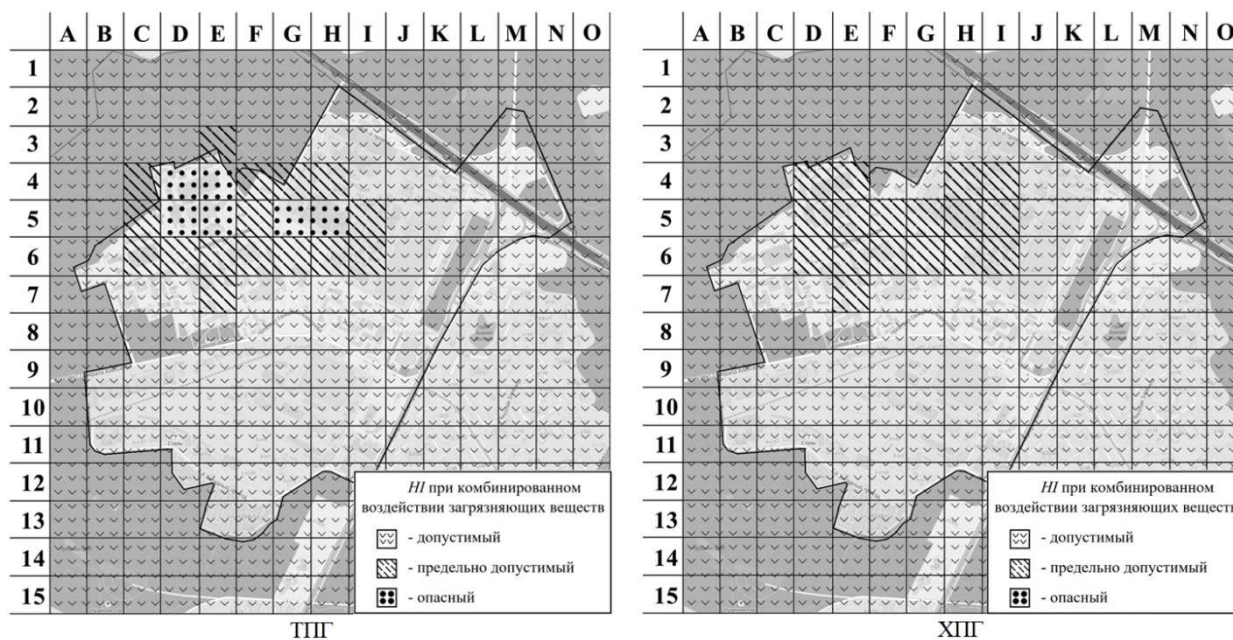 A B C D E F G H I J K L M N O
1
2
3
4
5
6
7
8
9
10
11
12
13
14
15
HI при комбинированном
воздействии загрязняющих веществ
- допустимый
- предельно допустимый
- опасный
ТПГ
A B C D E F G H I J K L M N O
1
2
3
4
5
6
7
8
9
10
11
12
13
14
15
HI при комбинированном
воздействии загрязняющих веществ
- допустимый
- предельно допустимый
- опасный
ХПГ